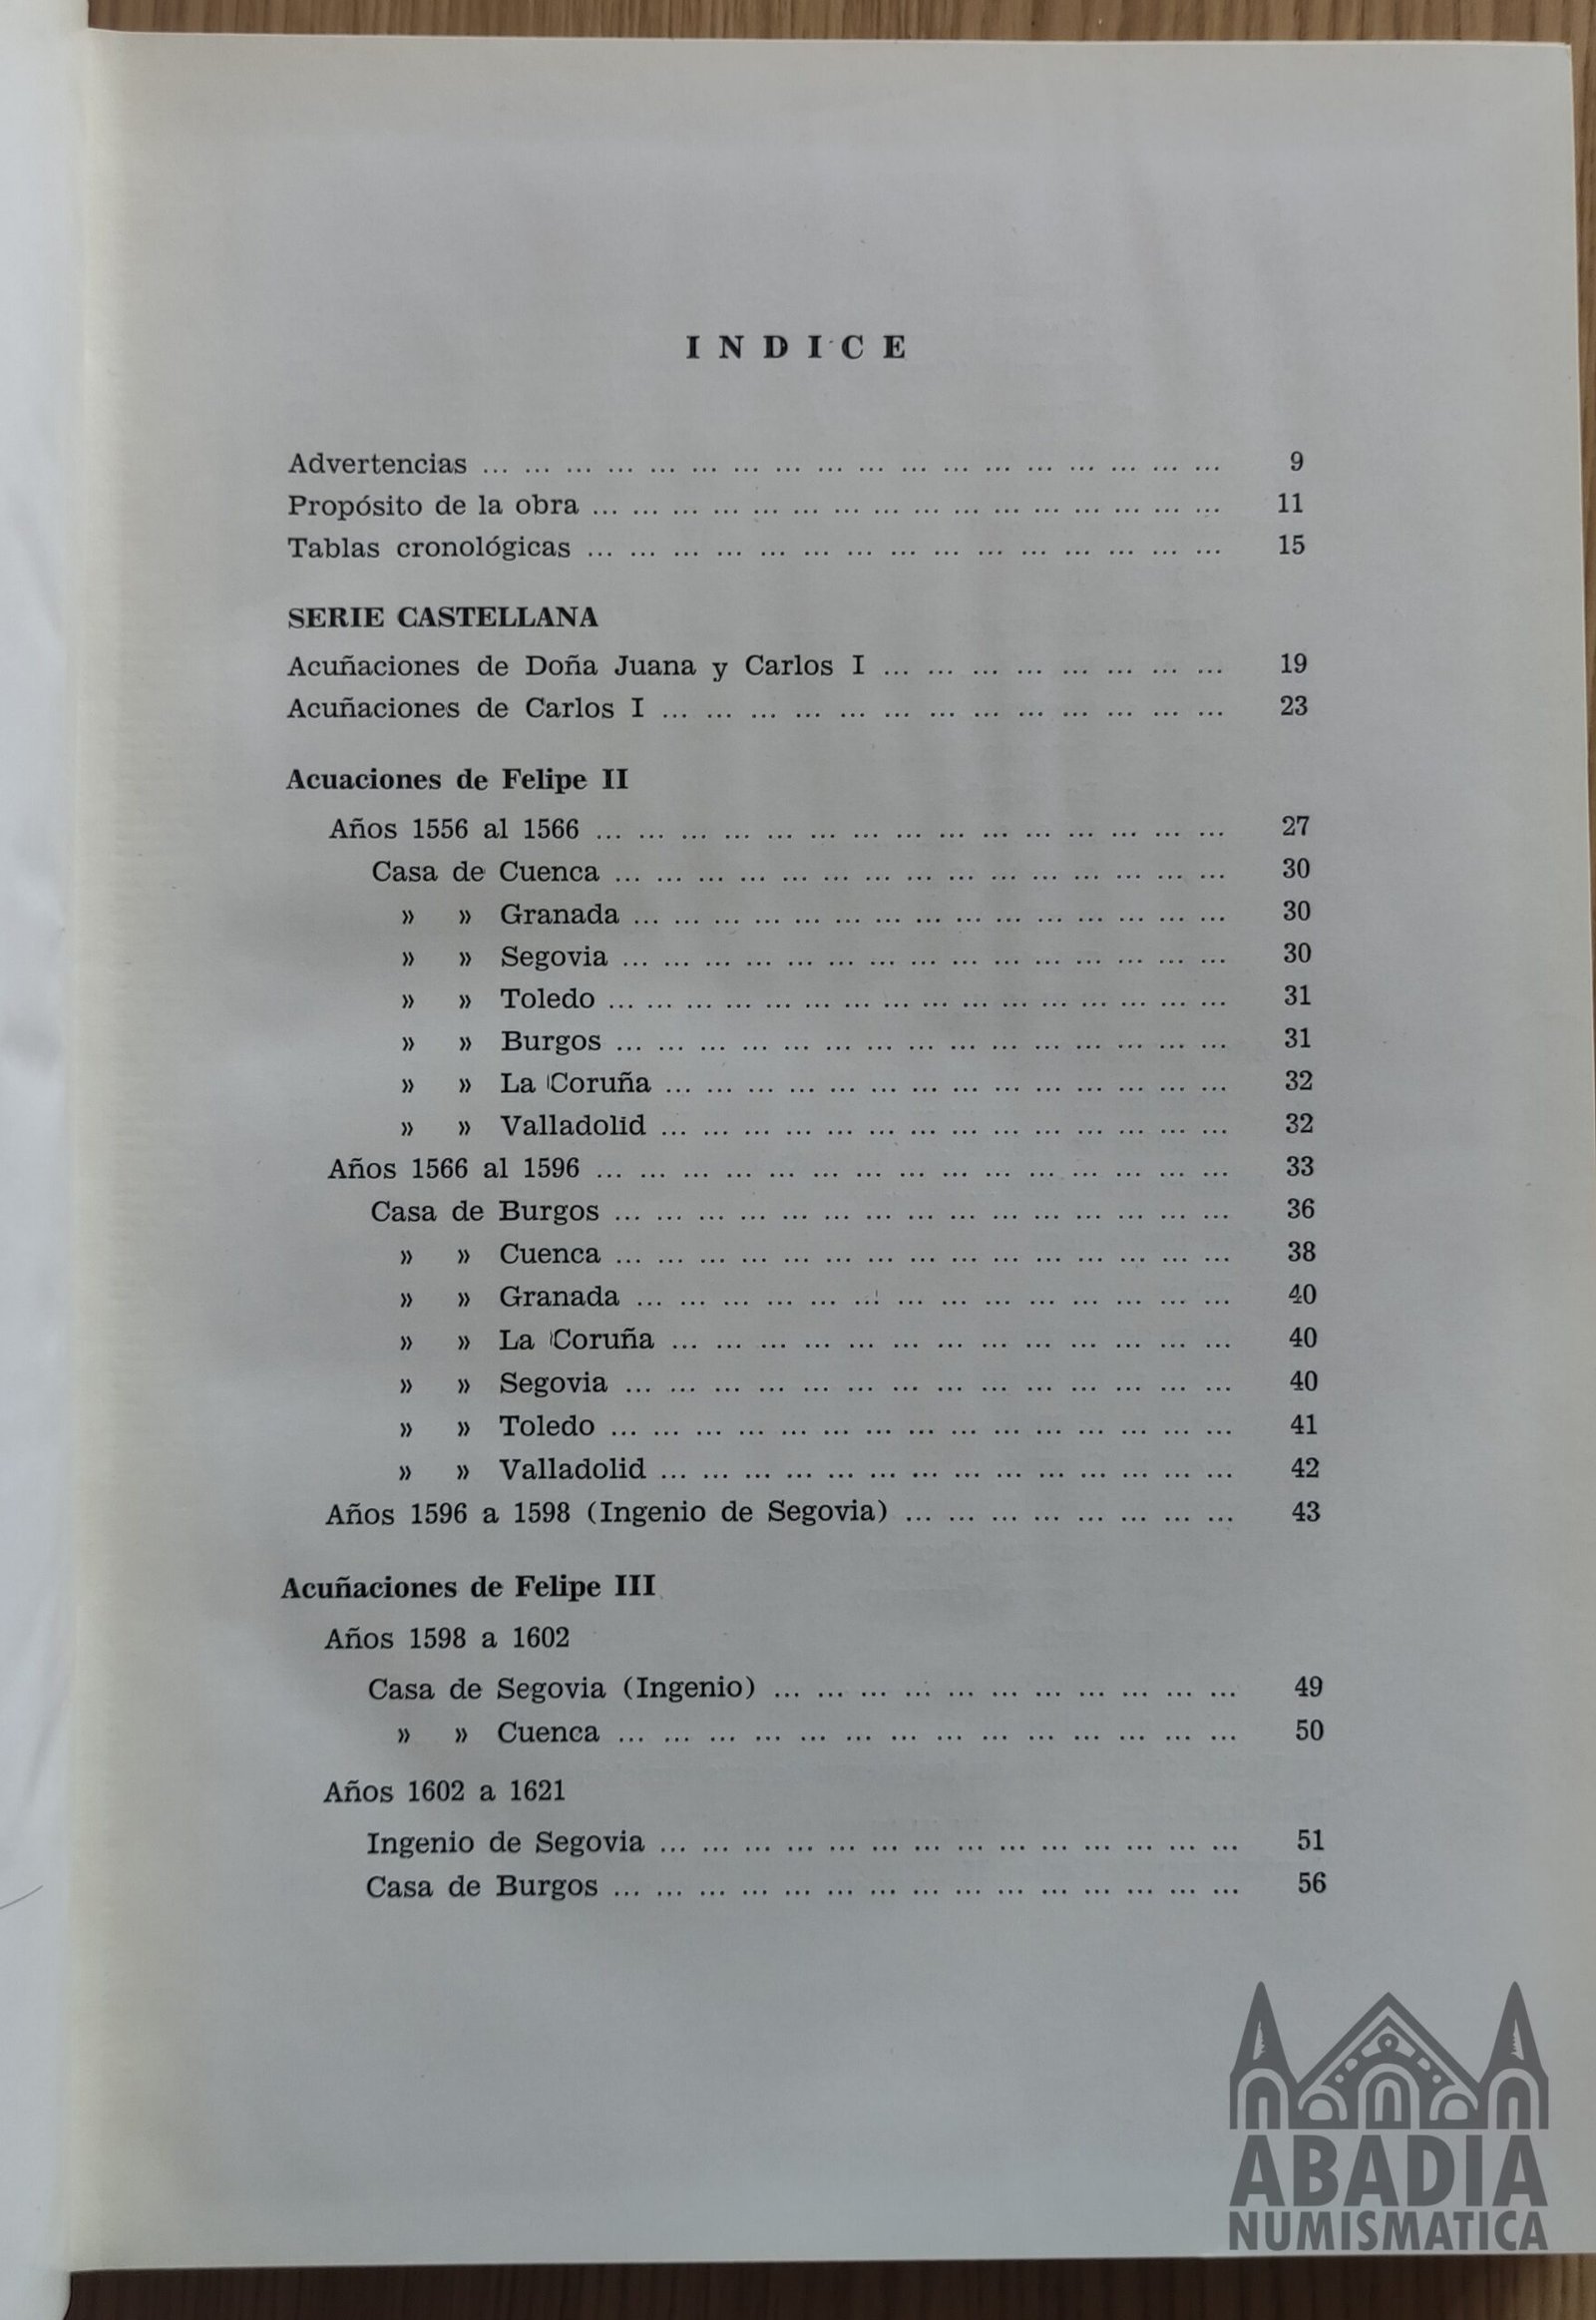 INDICE
Advertencias ... ... ... ... ... ... ... ... ... ... ... ... ... ... ... ... ... ... 9
Propósito de la obra ... ... ... ... ... ... ... ... ... ... ... ... ... ... ... ... 11
Tablas cronológicas ... ... ... ... ... ... ... ... ... ... ... ... ... ... ... 15
SERIE CASTELLANA
Acuñaciones de Doña Juana y Carlos I ... ... ... ... ... ... ... ... 19
Acuñaciones de Carlos I ... ... ... ... ... ... ... ... ... ... ... ... ... 23
Acuaciones de Felipe II
Años 1556 al 1566 ... ... ... ... ... ... ... ... ... ... ... ... ... ... ... 27
Casa de Cuenca ... ... ... ... ... ... ... ... ... ... ... ... ... ... ... 30
» » Granada ... ... ... ... ... ... ... ... ... ... ... ... ... ... ... 30
» » Segovia ... ... ... ... ... ... ... ... ... ... ... ... ... ... ... 30
» » Toledo ... ... ... ... ... ... ... ... ... ... ... ... ... ... ... ... 31
» » Burgos ... ... ... ... ... ... ... ... ... ... ... ... ... ... ... 31
» » La Coruña ... ... ... ... ... ... ... ... ... ... ... ... ... ... 32
» » Valladolid ... ... ... ... ... ... ... ... ... ... ... ... ... ... 32
Años 1566 al 1596 ... ... ... ... ... ... ... ... ... ... ... ... ... ... ... 33
Casa de Burgos ... ... ... ... ... ... ... ... ... ... ... ... ... ... ... 36
» » Cuenca ... ... ... ... ... ... ... ... ... ... ... ... ... ... ... 38
» » Granada ... ... ... ... ... ... ... ... ... ... ... ... ... ... 40
» » La Coruña ... ... ... ... ... ... ... ... ... ... ... ... ... 40
» » Segovia ... ... ... ... ... ... ... ... ... ... ... ... ... ... 40
» » Toledo ... ... ... ... ... ... ... ... ... ... ... ... ... ... ... 41
» » Valladolid ... ... ... ... ... ... ... ... ... ... ... ... ... ... 42
Años 1596 a 1598 (Ingenio de Segovia) ... ... ... ... ... ... ... ... 43
Acuñaciones de Felipe III
Años 1598 a 1602
Casa de Segovia (Ingenio) ... ... ... ... ... ... ... ... ... ... ... 49
» » Cuenca ... ... ... ... ... ... ... ... ... ... ... ... ... ... 50
Años 1602 a 1621
Ingenio de Segovia ... ... ... ... ... ... ... ... ... ... ... ... ... ... 51
Casa de Burgos ... ... ... ... ... ... ... ... ... ... ... ... ... ... ... 56
ABADIA
NUMISMATICA